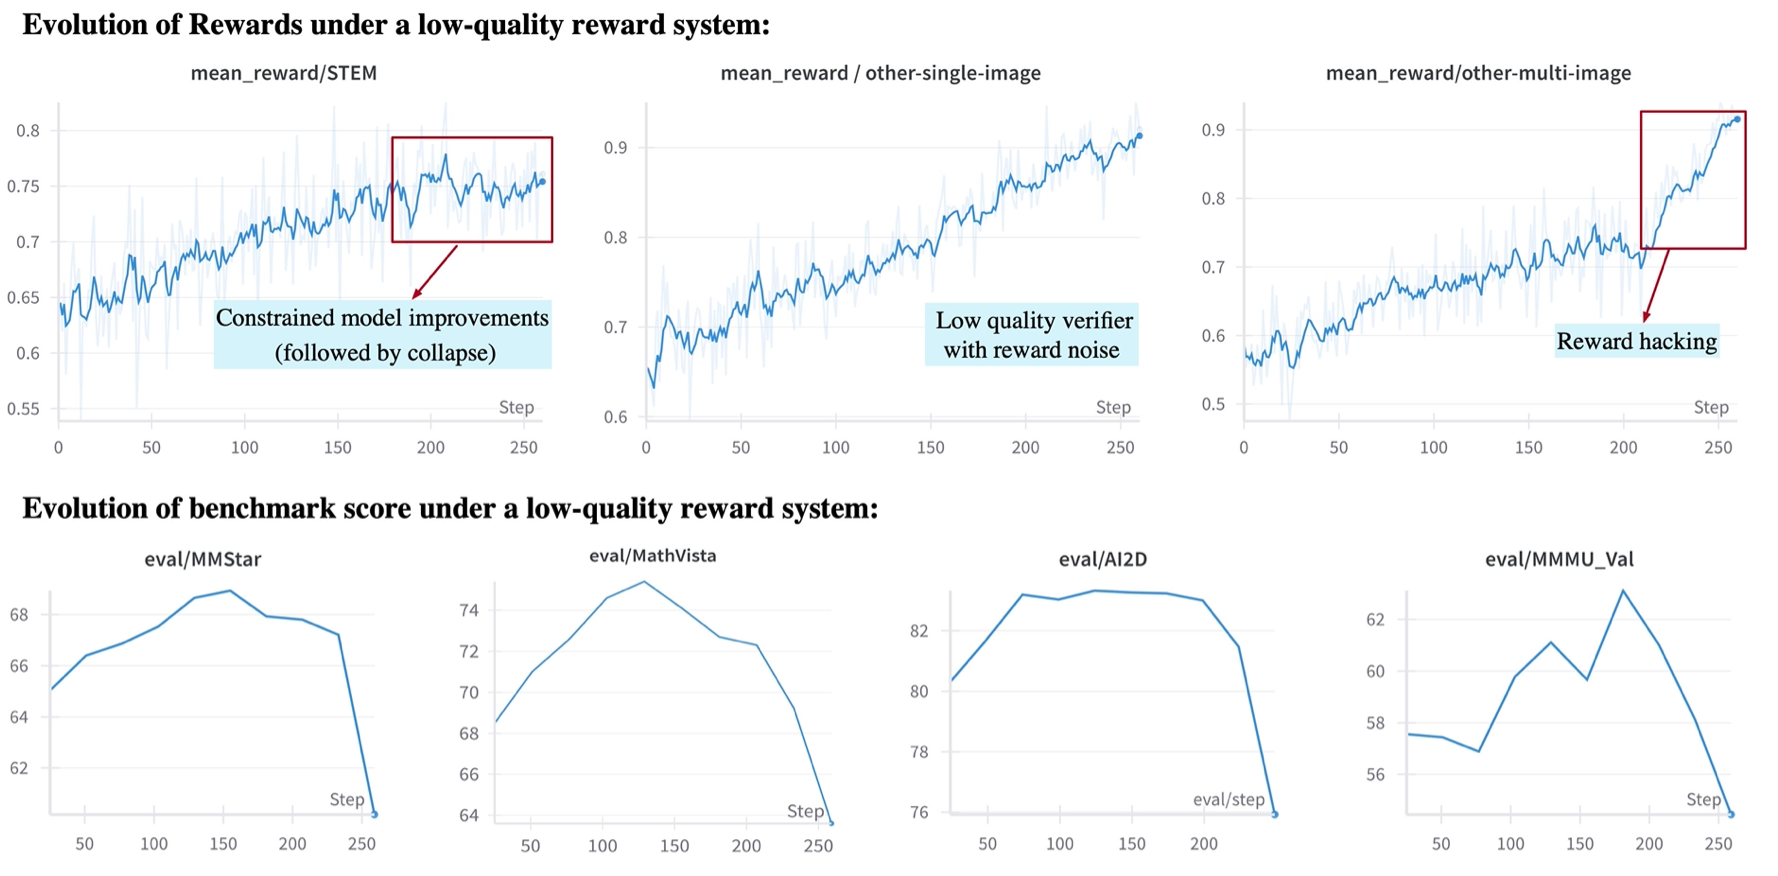 Evolution of Rewards under a low-quality reward system:
mean_reward/STEM
0.8
0.75
0.7
0.65
0.6
0.55
Constrained model improvements
(followed by collapse)
Step
0 50 100 150 200 250
mean_reward / other-single-image
0.9
0.8
0.7
0.6
Low quality verifier
with reward noise
Step
0 50 100 150 200 250
mean_reward/other-multi-image
0.9
0.8
0.7
0.6
0.5
Reward hacking
Step
0 50 100 150 200 250
Evolution of benchmark score under a low-quality reward system:
eval/MMStar
68
66
64
62
Step
50 100 150 200 250
eval/MathVista
74
72
70
68
66
64
Step
50 100 150 200 250
eval/AI2D
82
80
78
76
eval/step
50 100 150 200
eval/MMMU_Val
62
60
58
56
Step
50 100 150 200 250